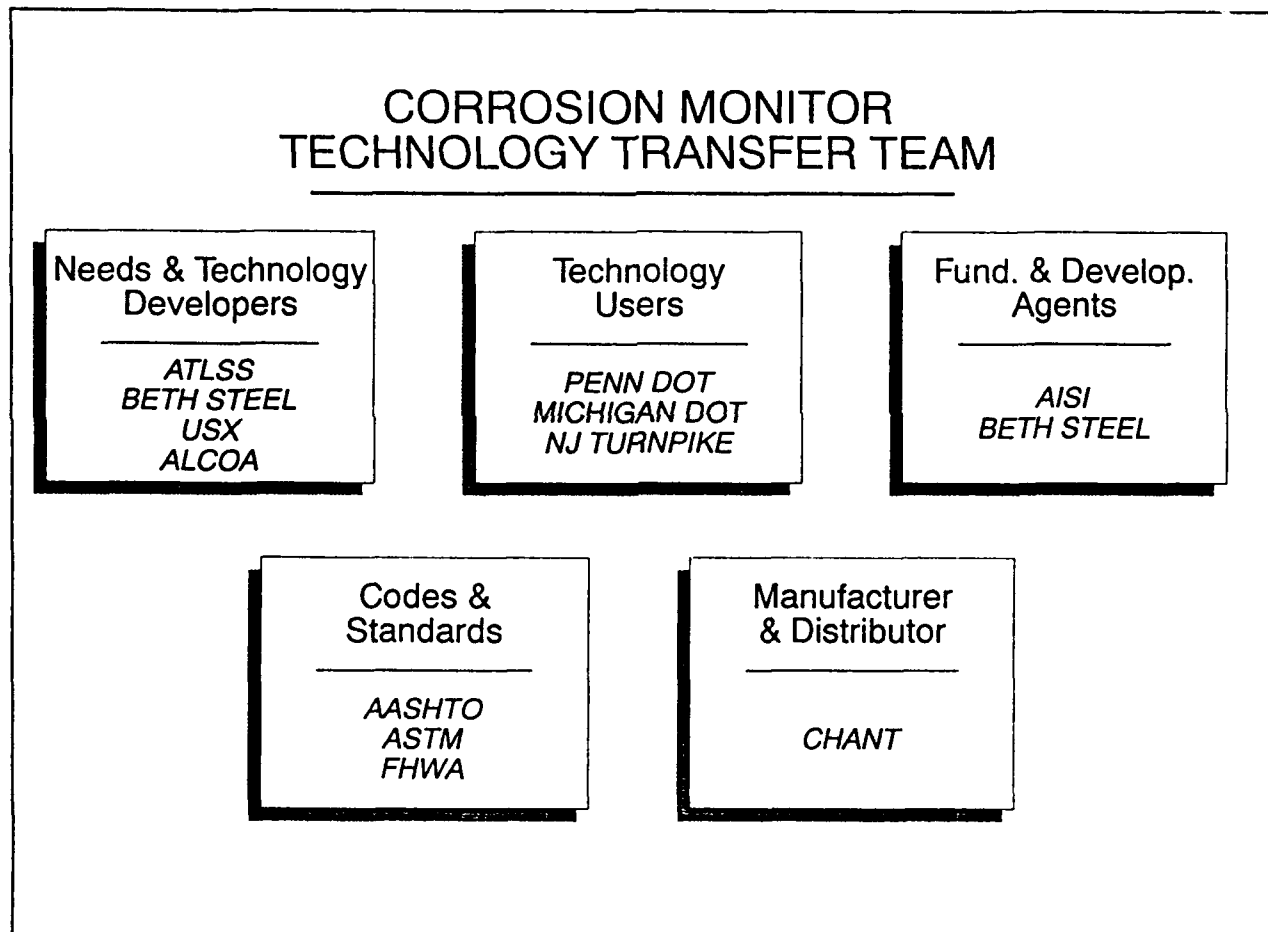 CORROSION MONITOR
TECHNOLOGY TRANSFER TEAM
Needs & Technology
Developers
ATLSS
BETH STEEL
USX
ALCOA
Technology
Users
PENN DOT
MICHIGAN DOT
NJ TURNPIKE
Fund. & Develop.
Agents
AISI
BETH STEEL
Codes &
Standards
AASHTO
ASTM
FHWA
Manufacturer
& Distributor
CHANT